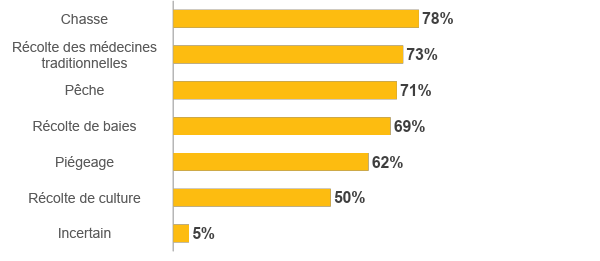 Chasse 78%
Récolte des médecines
traditionnelles 73%
Pêche 71%
Récolte de baies 69%
Piégeage 62%
Récolte de culture 50%
Incertain 5%